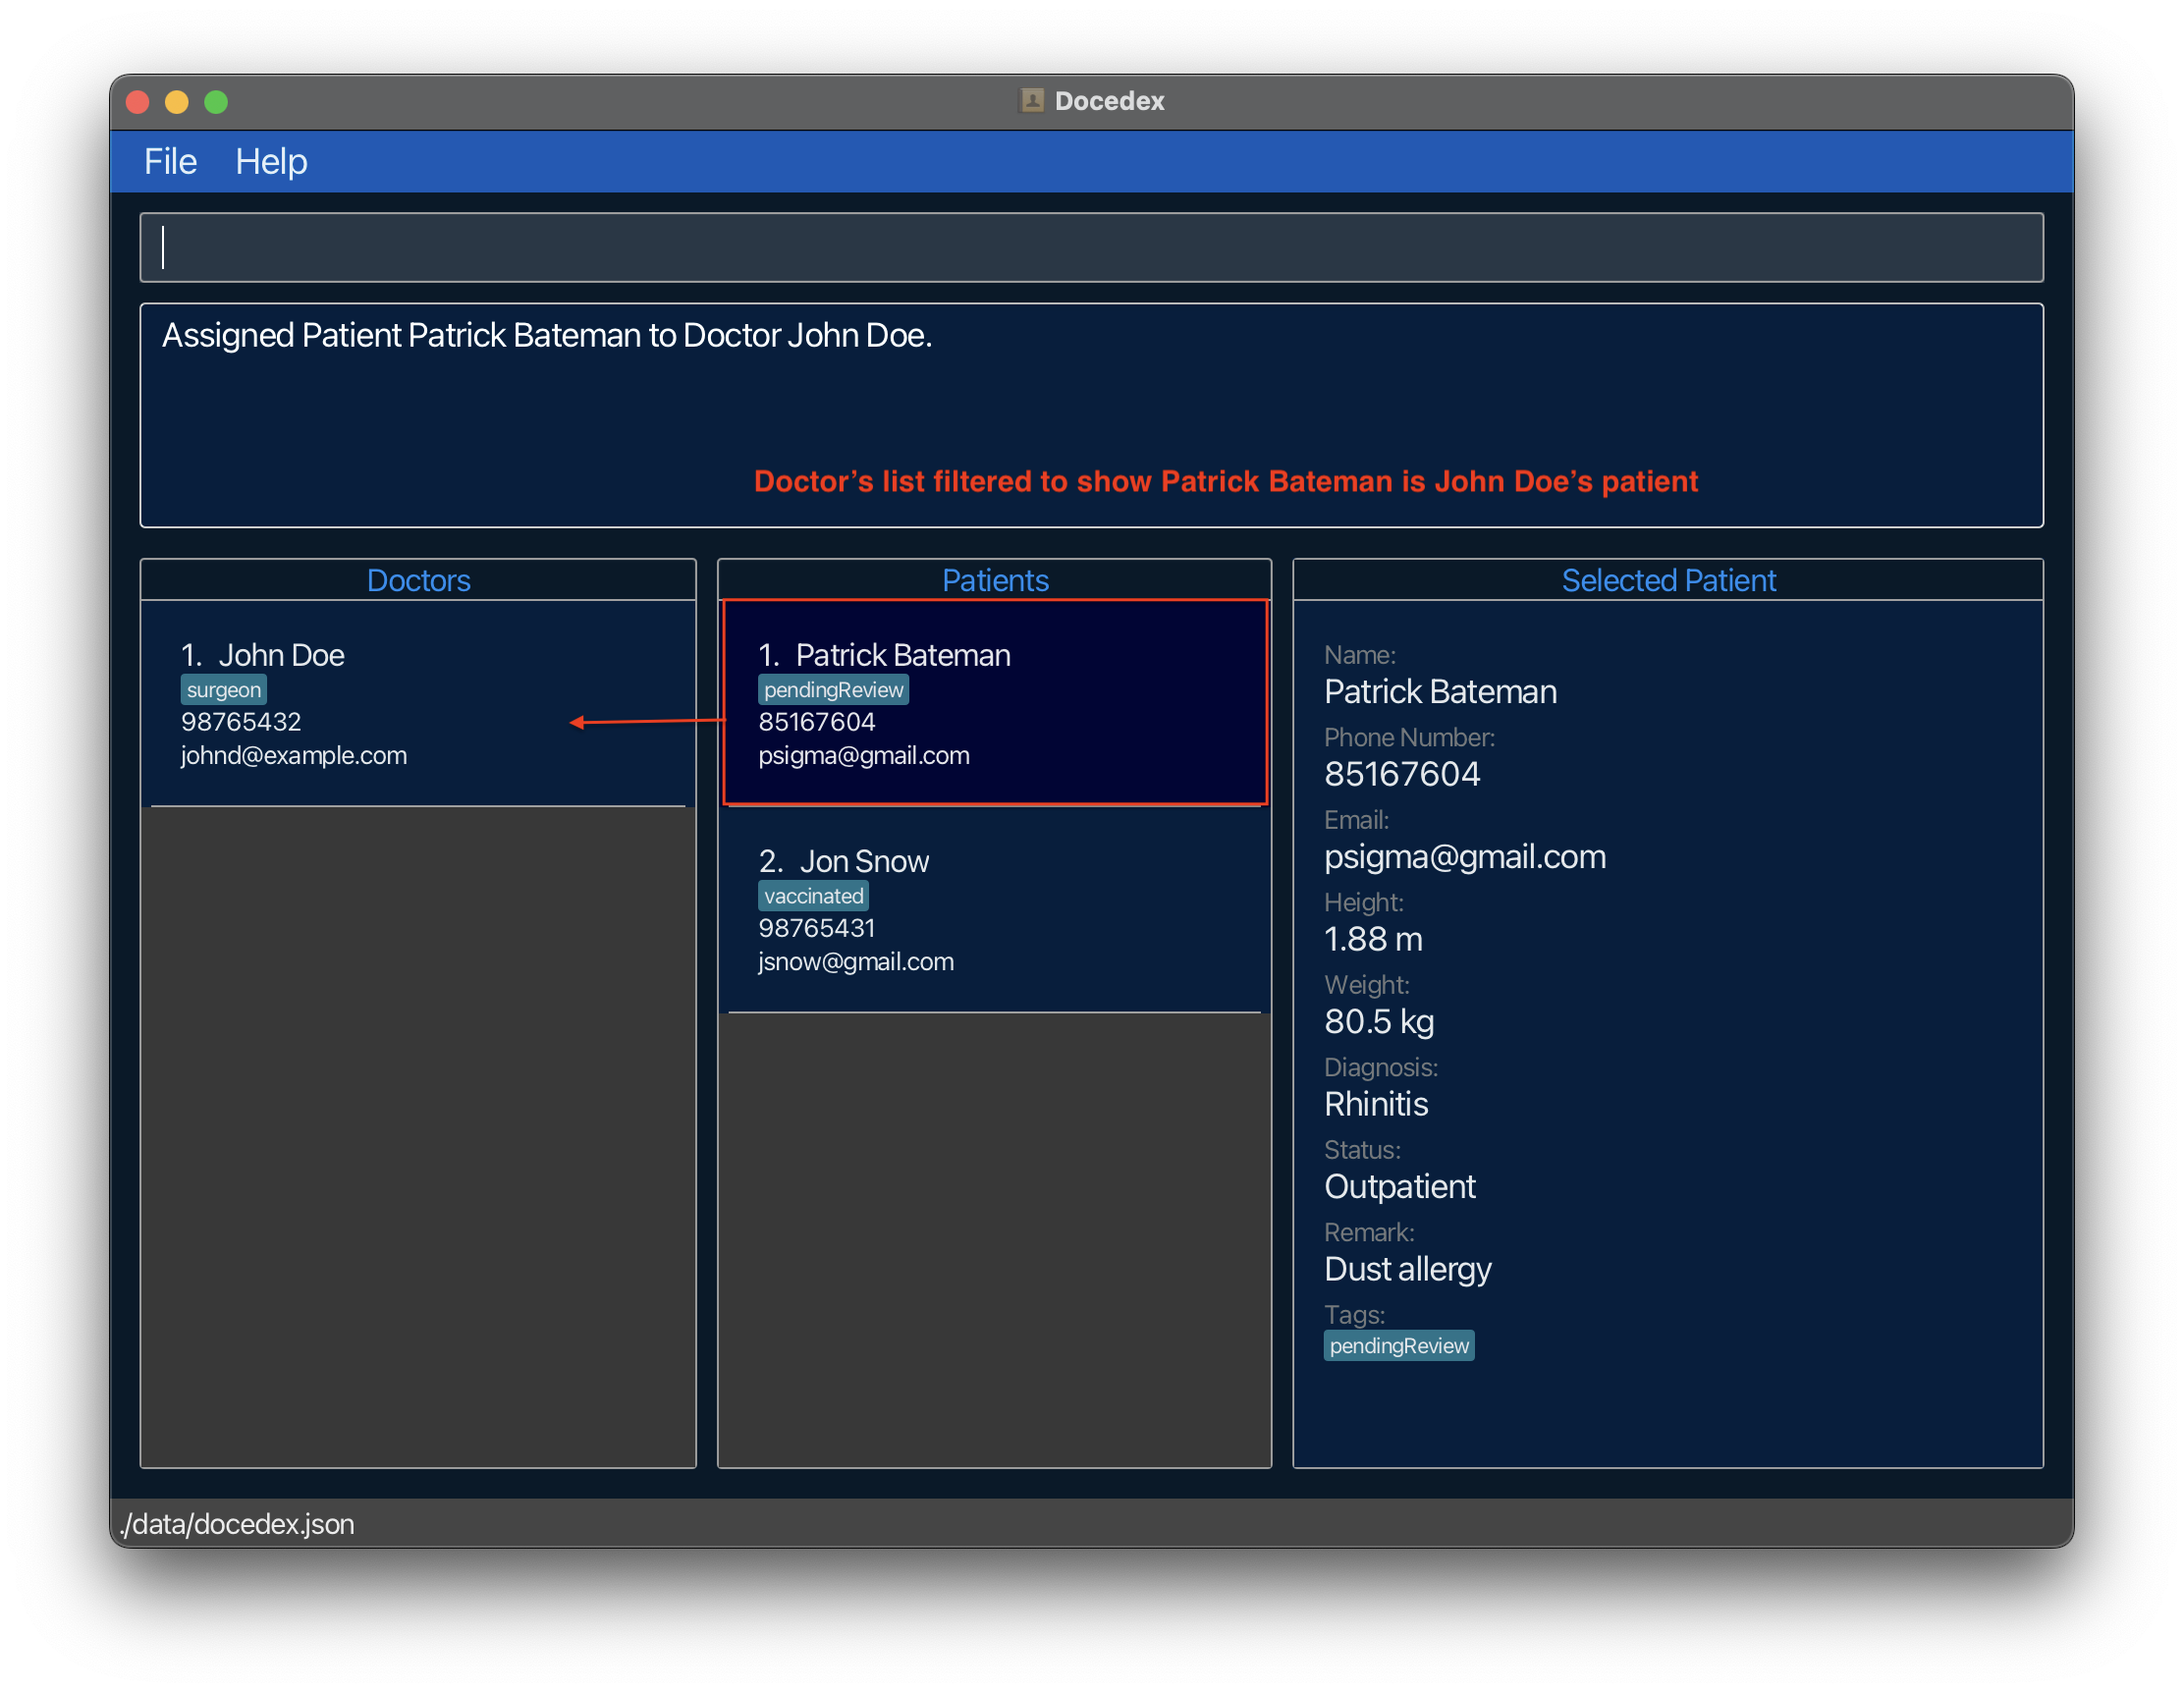 Docedex
File Help
Assigned Patient Patrick Bateman to Doctor John Doe.
Doctor’s list filtered to show Patrick Bateman is John Doe’s patient
Doctors
1. John Doe
surgeon
98765432
johnd@example.com
Patients
1. Patrick Bateman
pendingReview
85167604
psigma@gmail.com
2. Jon Snow
vaccinated
98765431
jsnow@gmail.com
Selected Patient
Name:
Patrick Bateman
Phone Number:
85167604
Email:
psigma@gmail.com
Height:
1.88 m
Weight:
80.5 kg
Diagnosis:
Rhinitis
Status:
Outpatient
Remark:
Dust allergy
Tags:
pendingReview
./data/docedex.json